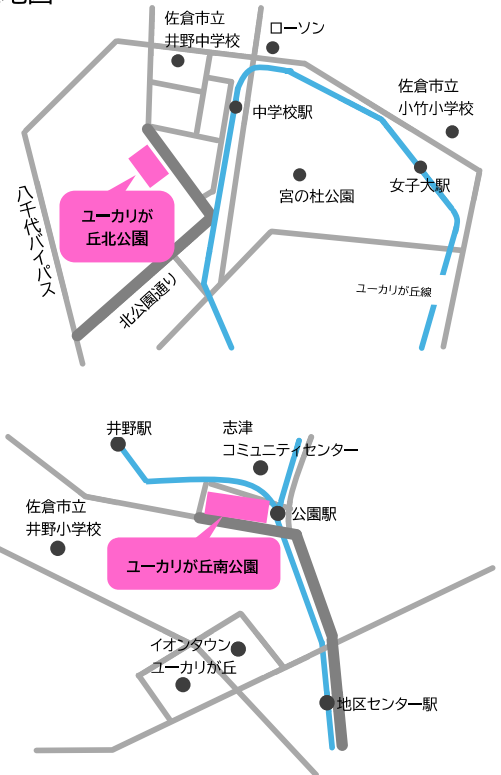 佐倉市立
井野中学校
ローソン
佐倉市立
小竹小学校
中学校駅
女子大駅
宮の杜公園
ユーカリが
丘北公園
八千代バイパス
北公園通り
ユーカリが丘線
井野駅
志津
コミュニティセンター
佐倉市立
井野小学校
公園駅
ユーカリが丘南公園
イオンタウン
ユーカリが丘
地区センター駅